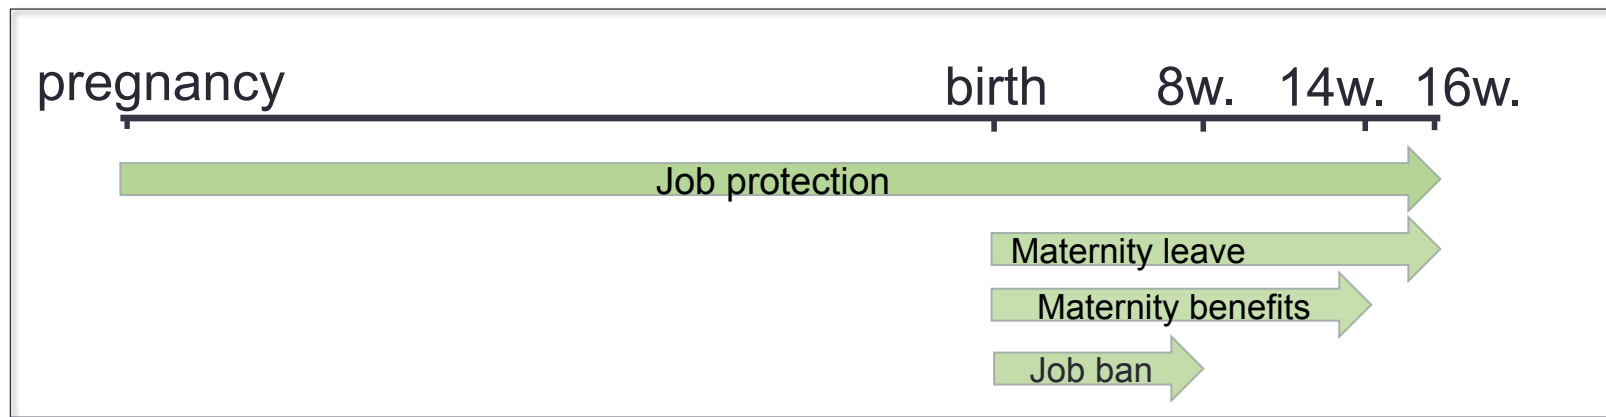 pregnancy birth 8w. 14w. 16w.
Job protection
Maternity leave
Maternity benefits
Job ban